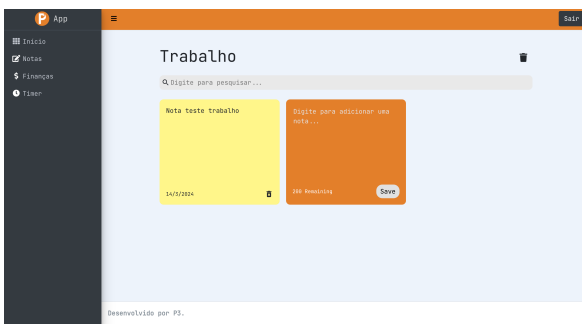 P App
Sair
Início
Notas
$ Finanças
Timer
Trabalho
Digite para pesquisar...
Nota teste trabalho
14/3/2024
Digite para adicionar uma
nota...
200 Remaining
Save
Desenvolvido por P3.